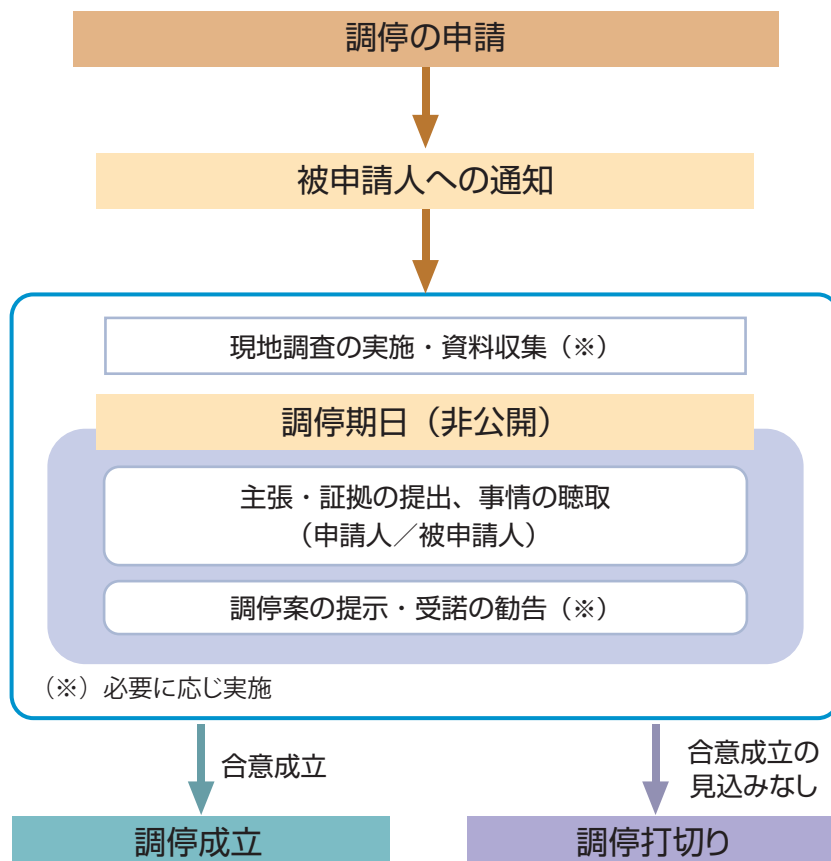 調停の申請
被申請人への通知
現地調査の実施・資料収集（※）
調停期日（非公開）
主張・証拠の提出、事情の聴取
（申請人／被申請人）
調停案の提示・受諾の勧告（※）
（※）必要に応じ実施
合意成立
合意成立の
見込みなし
調停成立
調停打切り